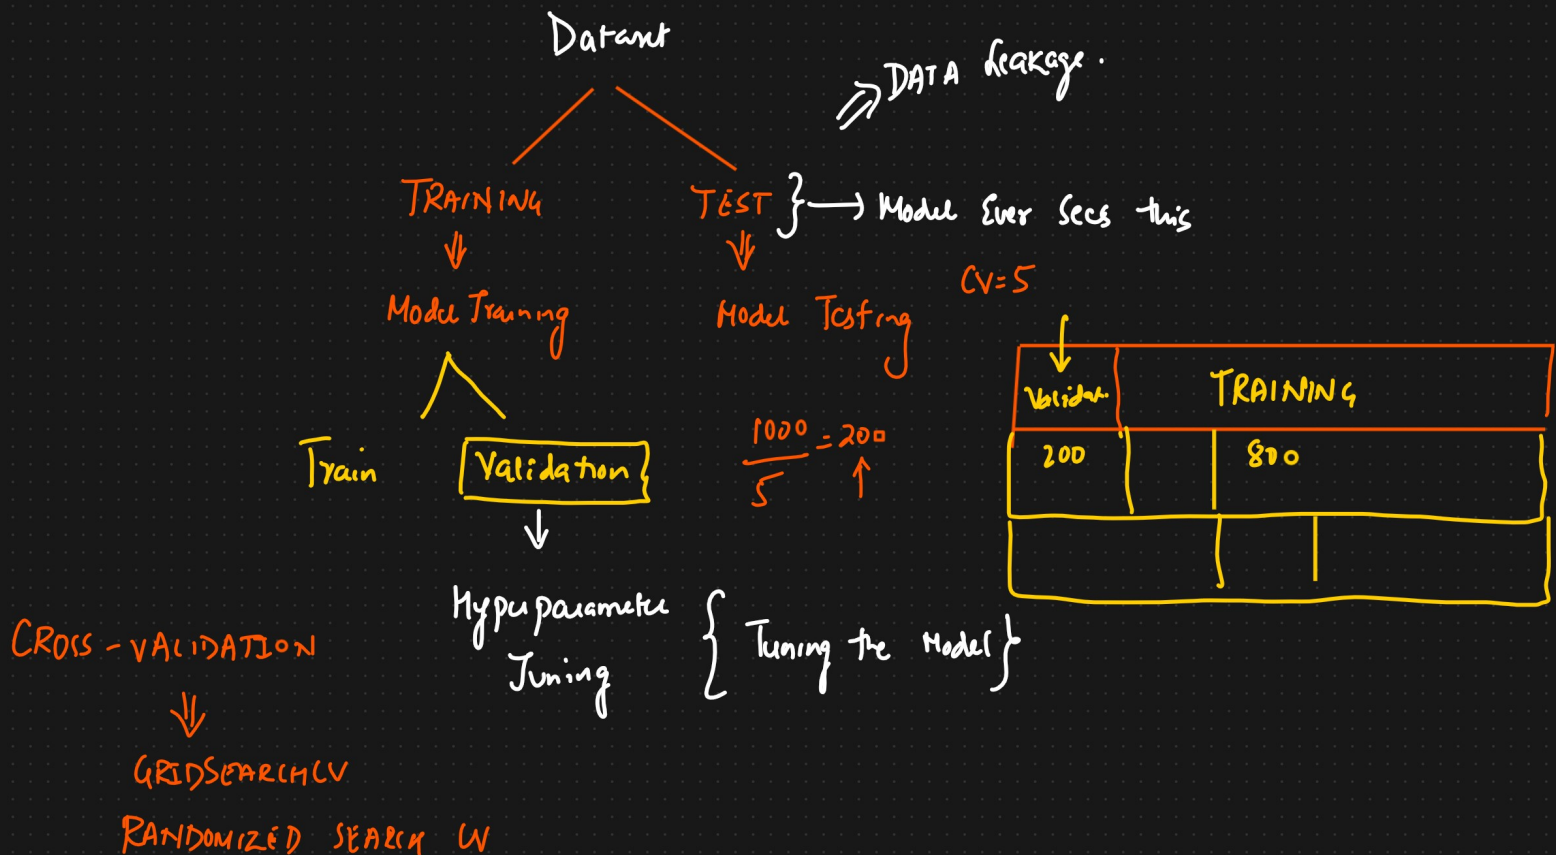 Dataset
DATA Leakage.
TRAINING
TEST
Model Ever Sees this
Model Training
Model Testing
CV=5
Validat.
TRAINING
Train
Validation
1000
5
=200
200
800
Hyperparameter
Tuning
{ Tuning the Model }
CROSS-VALIDATION
GRIDSEARCHCV
RANDOMIZED SEARCH CV